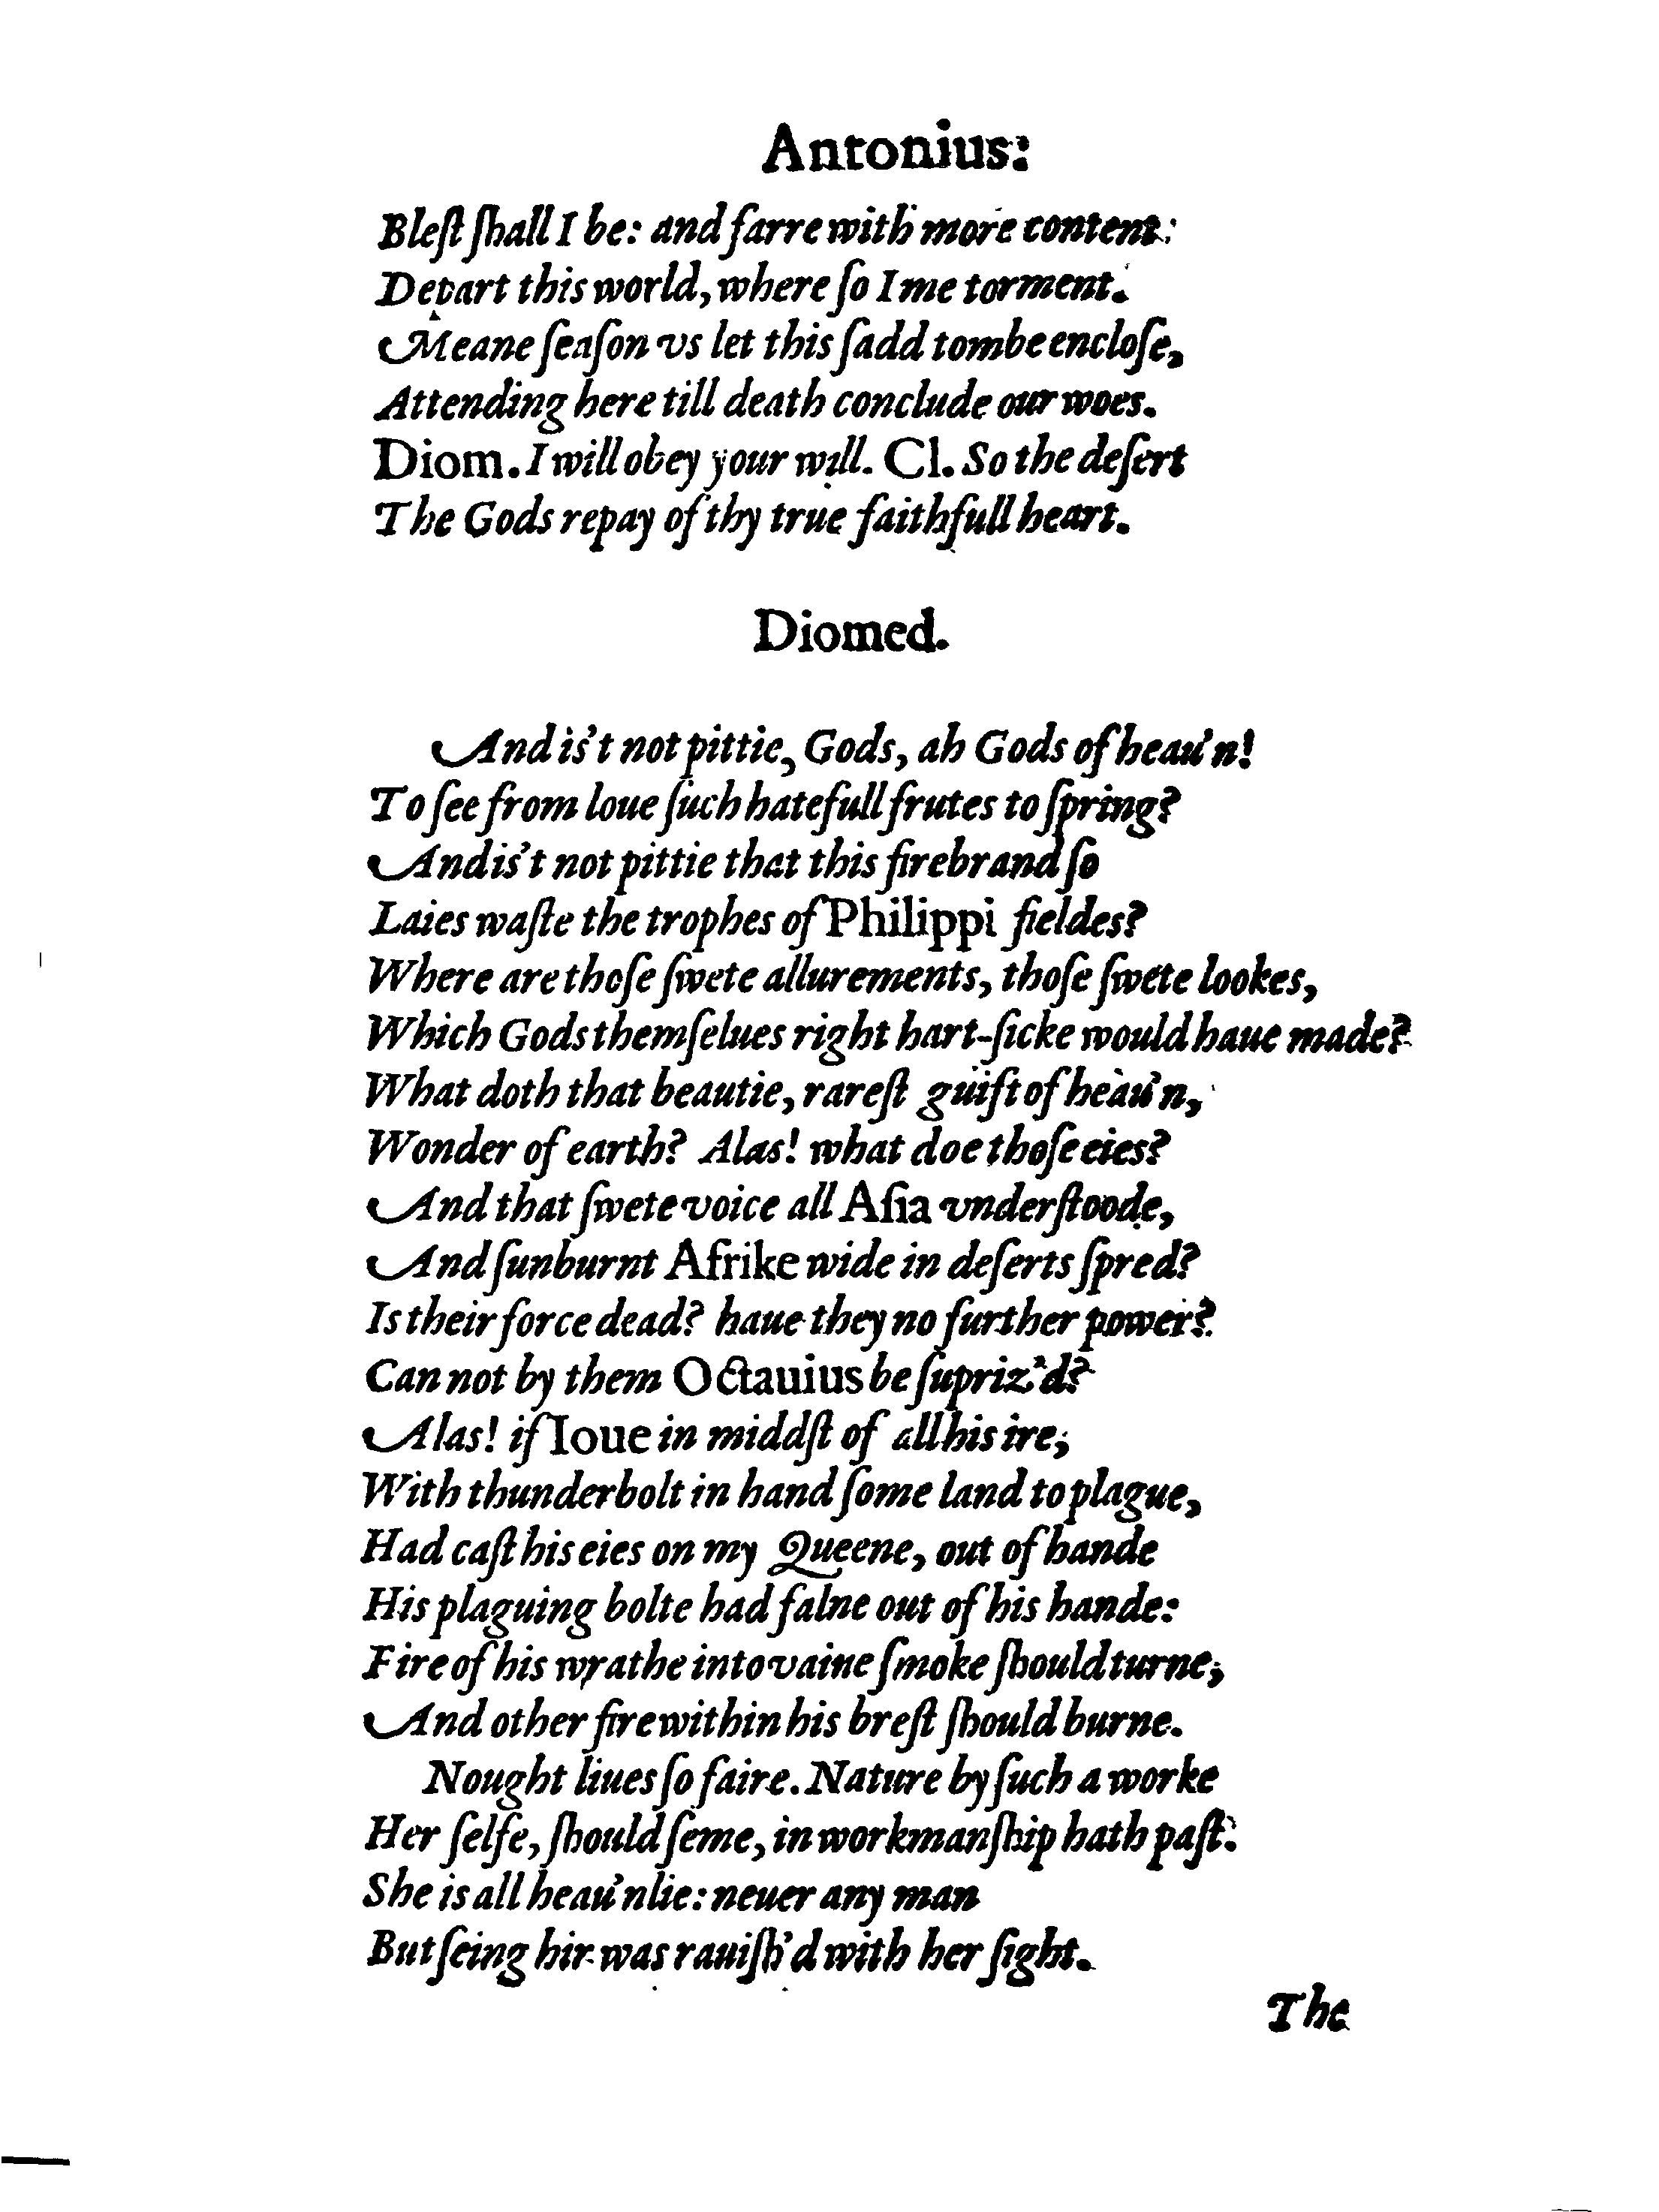 Antonius:
Bleſt ſhall I be: and farre with more content:
Depart this world, where ſo I me torment.
Meane ſeaſon vs let this ſadd tombe encloſe,
Attending here till death conclude our woes.
Diom. I will obey your will. Cl. So the deſert
The Gods repay of thy true faithfull heart.
Diomed.
And is't not pittie, Gods, ah Gods of heau'n!
To ſee from loue ſuch hatefull frutes to ſpring?
And is't not pittie that this firebrand ſo
Laies waſte the trophes of Philippi fieldes?
Where are thoſe ſwete allurements, thoſe ſwete lookes,
Which Gods themſelues right hart-ſicke would haue made?
What doth that beautie, rareſt guift of heau'n,
Wonder of earth? Alas! what doe thoſe eies?
And that ſwete voice all Aſia vnderſtoode,
And ſunburnt Afrike wide in deſerts ſpred?
Is their force dead? haue they no further power?
Can not by them Octauius be ſupriz'd?
Alas! if Ioue in middſt of all his ire,
With thunderbolt in hand ſome land to plague,
Had caſt his eies on my Queene, out of hande
His plaguing bolte had falne out of his hande:
Fire of his wrathe into vaine ſmoke ſhould turne,
And other fire within his breſt ſhould burne.
Nought liues ſo faire. Nature by ſuch a worke
Her ſelfe, ſhould ſeme, in workmanſhip hath paſt.
She is all heau'nlie: neuer any man
But ſeing hir was rauiſh'd with her ſight.
The